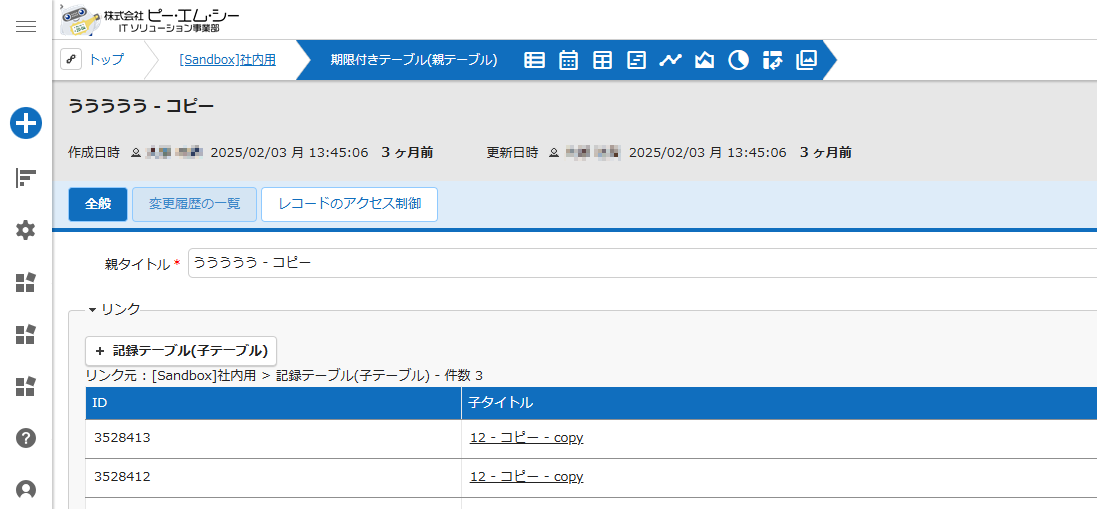 株式会社 ピー・エム・シー
ITソリューション事業部
トップ
[Sandbox]社内用
期限付きテーブル(親テーブル)
ううううう - コピー
作成日時 2025/02/03 月 13:45:06 3 ヶ月前 更新日時 2025/02/03 月 13:45:06 3 ヶ月前
全般 変更履歴の一覧 レコードのアクセス制御
親タイトル* ううううう - コピー
リンク
+ 記録テーブル(子テーブル)
リンク元 : [Sandbox]社内用 > 記録テーブル(子テーブル) - 件数 3
ID 子タイトル
3528413 12 - コピー - copy
3528412 12 - コピー - copy